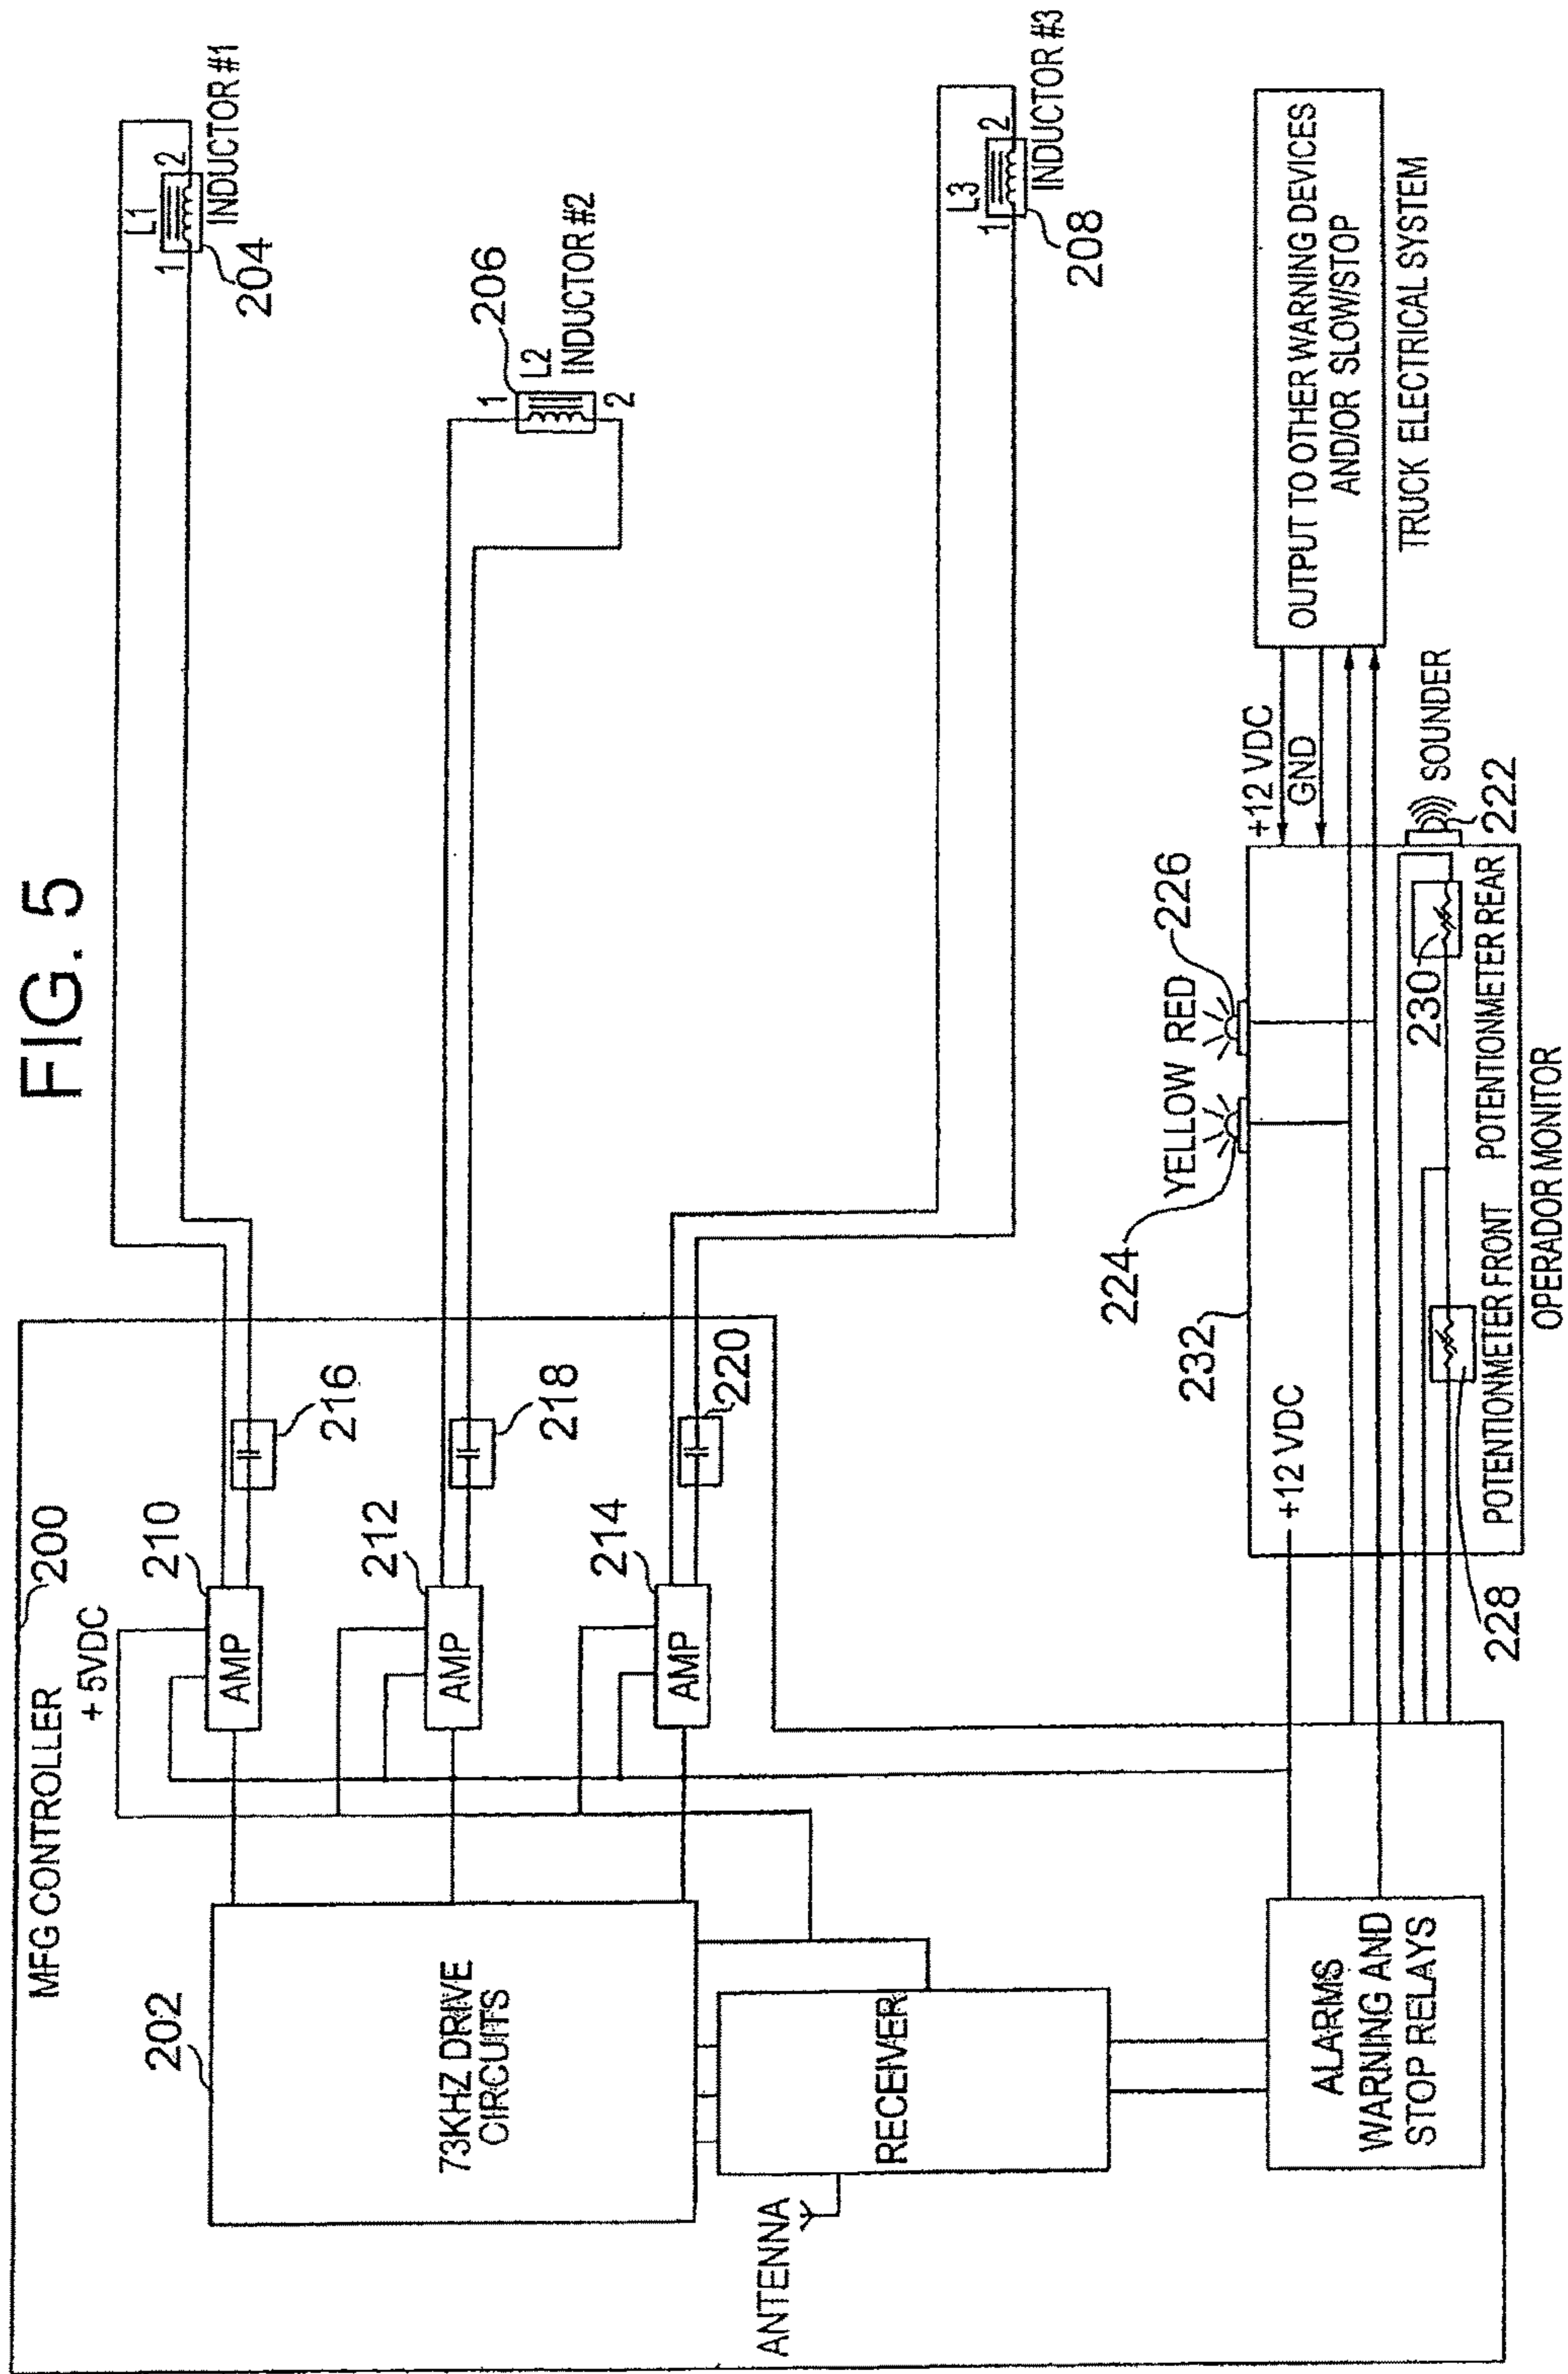 FIG. 5
MFG CONTROLLER
200
+ 5VDC
202
73KHZ DRIVE
CIRCUITS
210
AMP
212
AMP
214
AMP
216
218
220
L1
1
2
INDUCTOR #1
204
206
1
L2
2
INDUCTOR #2
L3
1
2
INDUCTOR #3
208
ANTENNA
RECEIVER
ALARMS
WARNING AND
STOP RELAYS
+12 VDC
232
224
YELLOW
RED
226
228
POTENTIONMETER FRONT
230
POTENTIONMETER REAR
OPERADOR MONITOR
222
SOUNDER
+12 VDC
GND
OUTPUT TO OTHER WARNING DEVICES
AND/OR SLOW/STOP
TRUCK ELECTRICAL SYSTEM